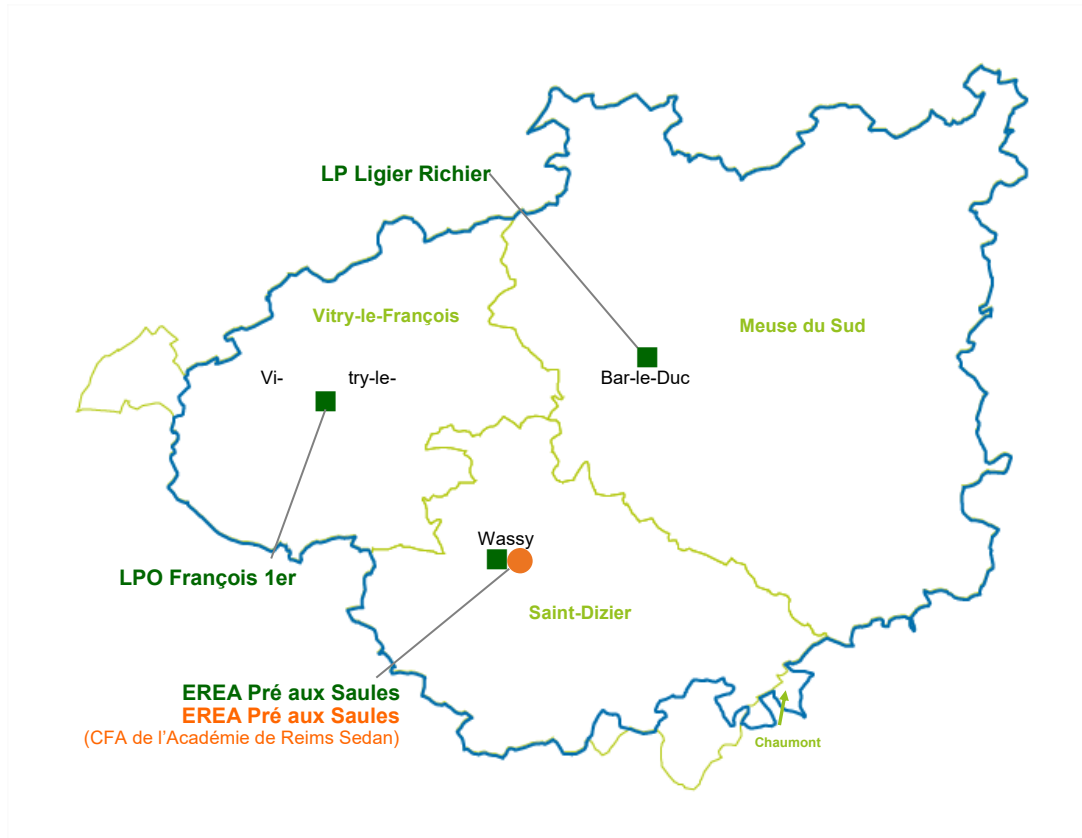 LP Ligier Richier
Vitry-le-François
Meuse du Sud
Vi- try-le-
Bar-le-Duc
Wassy
LPO François 1er
Saint-Dizier
EREA Pré aux Saules
EREA Pré aux Saules
(CFA de l'Académie de Reims Sedan)
Chaumont